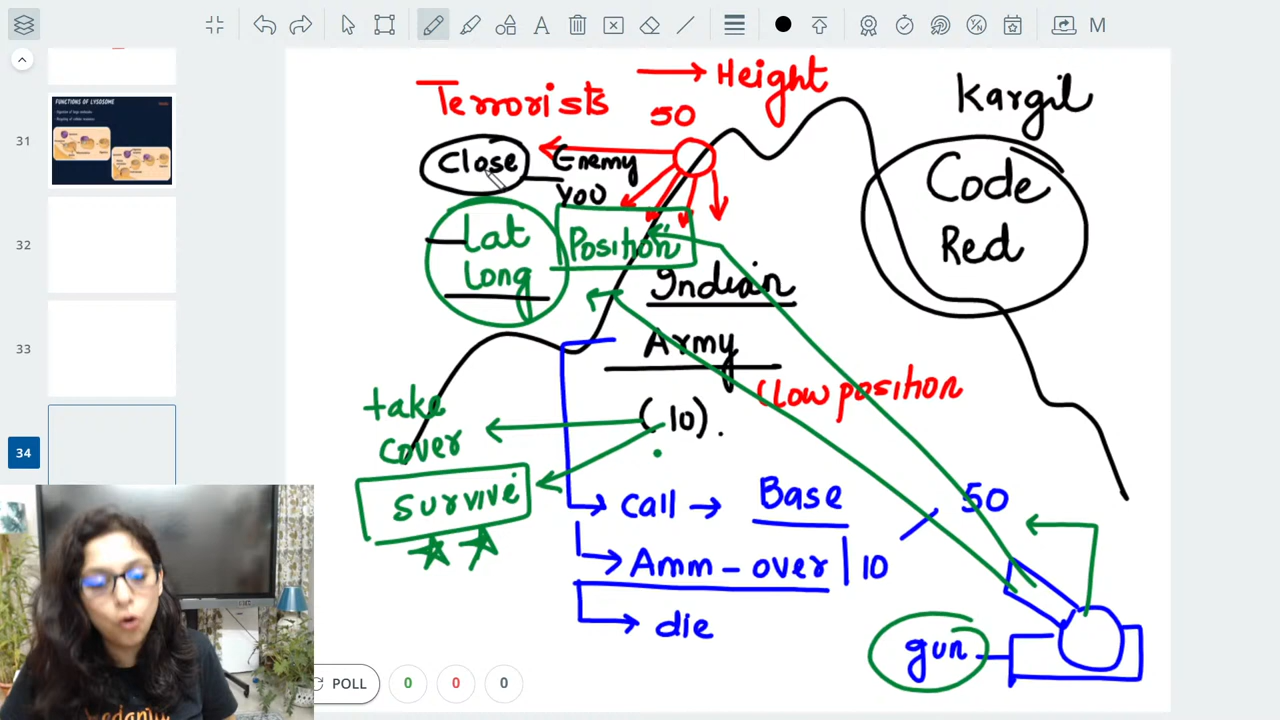 31
FUNCTIONS OF LYSOSOME
32
33
34
M
Terrorists
→ Height
50
Kargil
Close
Enemy
YOU
Code
Red
Lat
Long
Position
Indian
Army
(Low position
(10).
take
cover
Survive
Call → Base
50
Amm-over | 10
die
gun
POLL
0
0
0